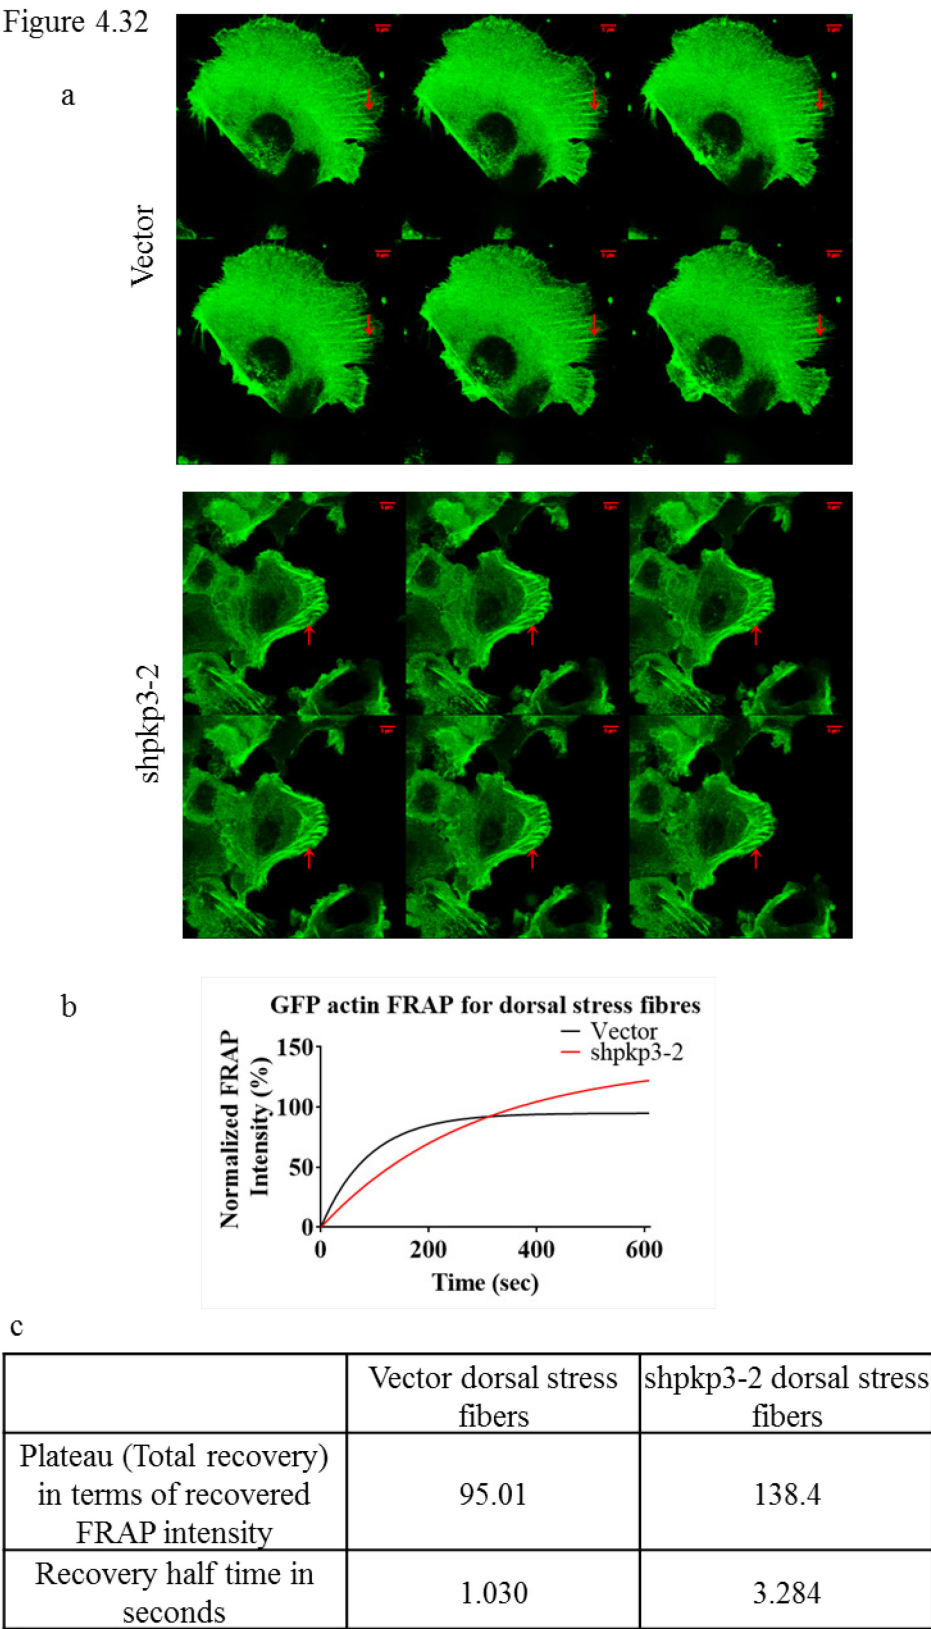 Figure 4.32
a
Vector
shpkp3-2
b
GFP actin FRAP for dorsal stress fibres
Vector
shpkp3-2
Normalized FRAP
Intensity (%)
150
100
50
0
0 200 400 600
Time (sec)
c
Vector dorsal stress
fibers
shpkp3-2 dorsal stress
fibers
Plateau (Total recovery)
in terms of recovered
FRAP intensity
95.01
138.4
Recovery half time in
seconds
1.030
3.284